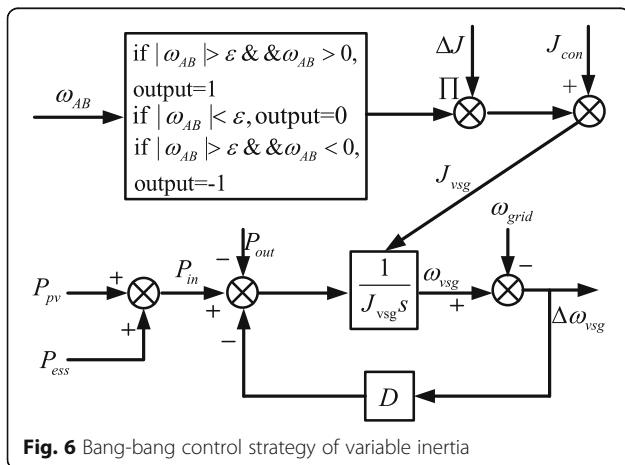 if | ω_AB |> ε & &ω_AB > 0,
output=1
if | ω_AB |< ε, output=0
if | ω_AB |> ε & &ω_AB < 0,
output=-1
ω_AB
ΔJ
∏
J_con
+
J_vsg
ω_grid
−
P_out
−
P_pv
+
P_in
+
+
P_ess
−
1
J_vsg s
ω_vsg
+
Δω_vsg
D
Fig. 6 Bang-bang control strategy of variable inertia